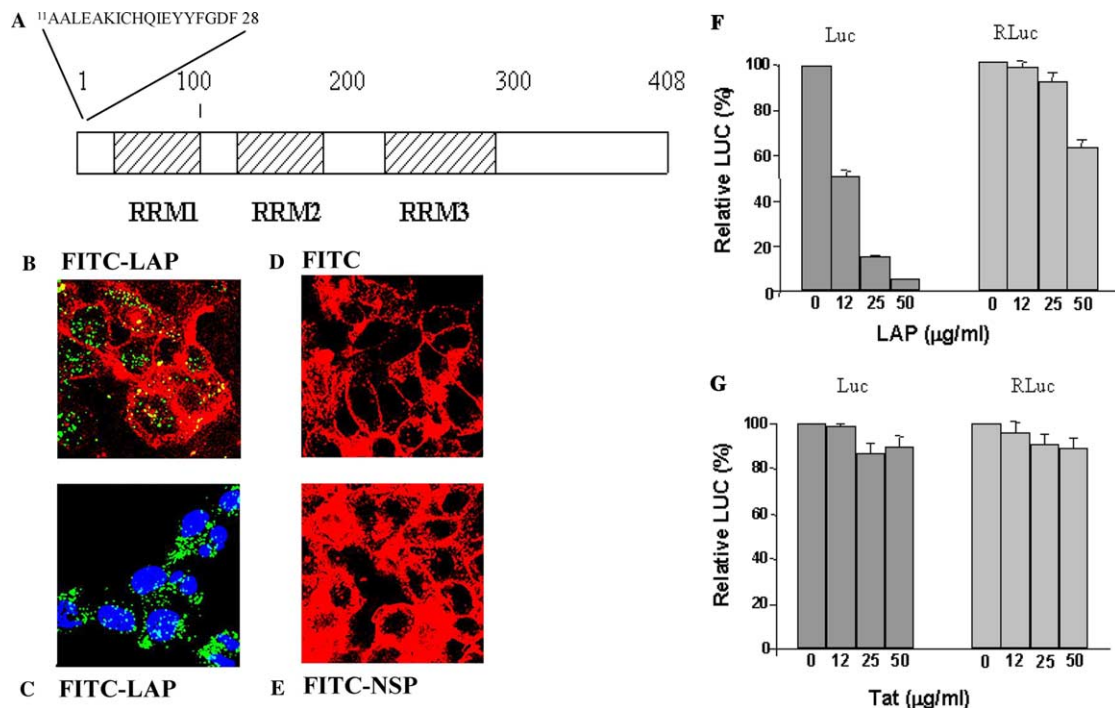 A
¹¹AALEAKICHQIEYYFGDF 28
1 100 200 300 408
RRM1 RRM2 RRM3
B FITC-LAP
D FITC
C FITC-LAP
E FITC-NSP
F
Luc RLuc
Relative LUC (%)
100
80
60
40
20
0
0 12 25 50 0 12 25 50
LAP (µg/ml)
G
Luc RLuc
Relative LUC (%)
100
80
60
40
20
0
0 12 25 50 0 12 25 50
Tat (µg/ml)